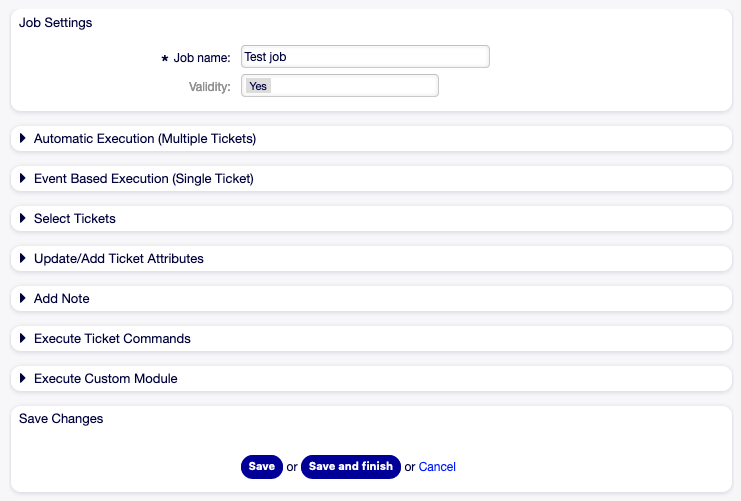 Job Settings
* Job name: Test job
Validity: Yes
Automatic Execution (Multiple Tickets)
Event Based Execution (Single Ticket)
Select Tickets
Update/Add Ticket Attributes
Add Note
Execute Ticket Commands
Execute Custom Module
Save Changes
Save or Save and finish or Cancel